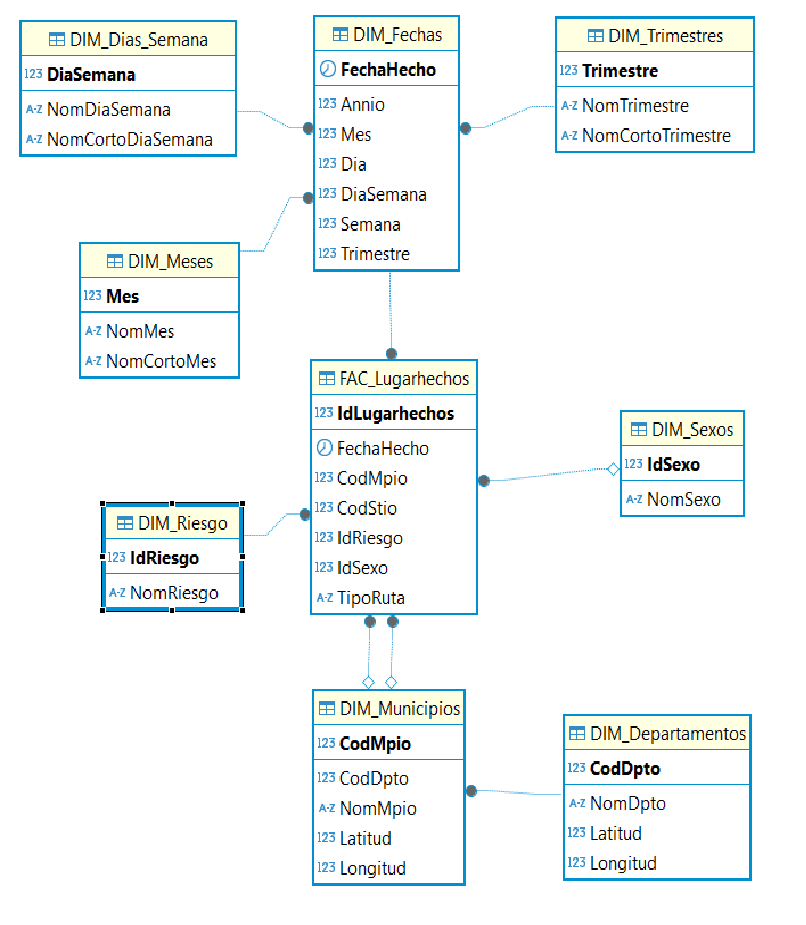 DIM_Dias_Semana
123 DiaSemana
A-Z NomDiaSemana
A-Z NomCortoDiaSemana
DIM_Fechas
FechaHecho
123 Annio
123 Mes
123 Dia
123 DiaSemana
123 Semana
123 Trimestre
DIM_Trimestres
123 Trimestre
A-Z NomTrimestre
A-Z NomCortoTrimestre
DIM_Meses
123 Mes
A-Z NomMes
A-Z NomCortoMes
FAC_Lugarhechos
123 IdLugarhechos
FechaHecho
123 CodMpio
123 CodStio
123 IdRiesgo
123 IdSexo
A-Z TipoRuta
DIM_Sexos
123 IdSexo
A-Z NomSexo
DIM_Riesgo
123 IdRiesgo
A-Z NomRiesgo
DIM_Municipios
123 CodMpio
123 CodDpto
A-Z NomMpio
123 Latitud
123 Longitud
DIM_Departamentos
123 CodDpto
A-Z NomDpto
123 Latitud
123 Longitud